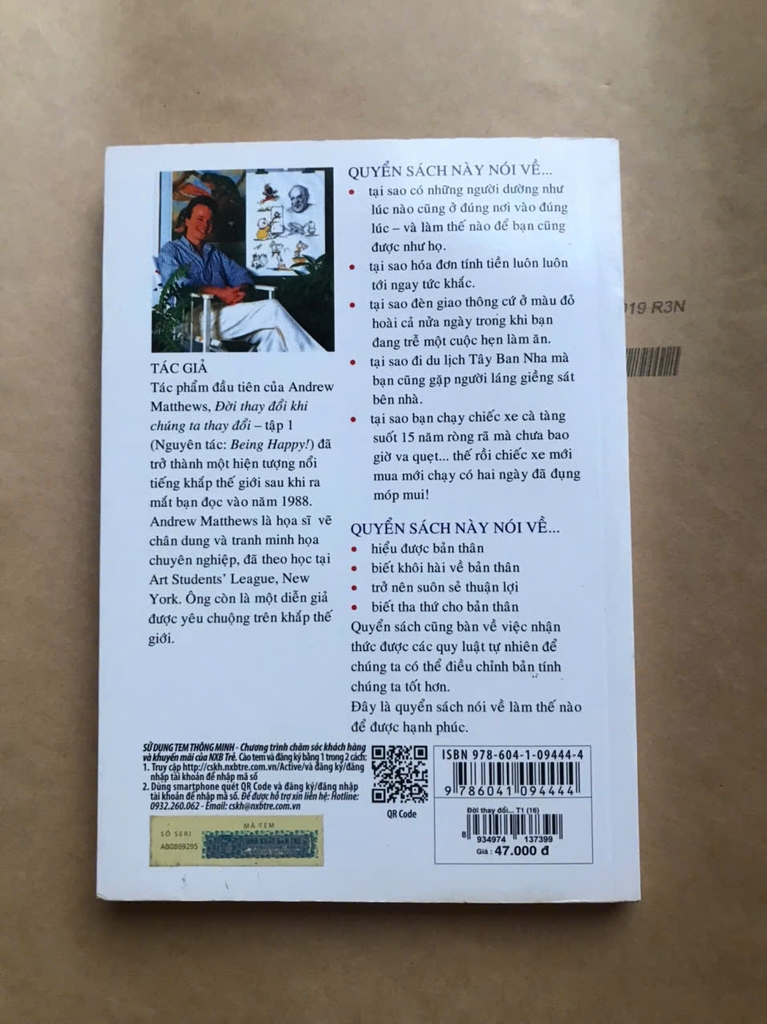 QUYỂN SÁCH NÀY NÓI VỀ...
• tại sao có những người dường như
lúc nào cũng ở đúng nơi vào đúng
lúc – và làm thế nào để bạn cũng
được như họ.
• tại sao hóa đơn tính tiền luôn luôn
tới ngay tức khắc.
• tại sao đèn giao thông cứ ở màu đỏ
hoài cả nửa ngày trong khi bạn
đang trễ một cuộc hẹn làm ăn.
• tại sao đi du lịch Tây Ban Nha mà
bạn cũng gặp người láng giềng sát
bên nhà.
• tại sao bạn chạy chiếc xe cà tàng
suốt 15 năm ròng rã mà chưa bao
giờ va quẹt... thế rồi chiếc xe mới
mua mới chạy có hai ngày đã đụng
móp mui!
QUYỂN SÁCH NÀY NÓI VỀ...
• hiểu được bản thân
• biết khôi hài về bản thân
• trở nên suôn sẻ thuận lợi
• biết tha thứ cho bản thân
Quyển sách cũng bàn về việc nhận
thức được các quy luật tự nhiên để
chúng ta có thể điều chỉnh bản tính
chúng ta tốt hơn.
Đây là quyển sách nói về làm thế nào
để được hạnh phúc.
TÁC GIẢ
Tác phẩm đầu tiên của Andrew
Matthews, Đời thay đổi khi
chúng ta thay đổi – tập 1
(Nguyên tác: Being Happy!) đã
trở thành một hiện tượng nổi
tiếng khắp thế giới sau khi ra
mắt bạn đọc vào năm 1988.
Andrew Matthews là họa sĩ vẽ
chân dung và tranh minh họa
chuyên nghiệp, đã theo học tại
Art Students' League, New
York. Ông còn là một diễn giả
được yêu chuộng trên khắp thế
giới.
SỬ DỤNG TEM THÔNG MINH - Chương trình chăm sóc khách hàng
và khuyến mãi của NXB Trẻ. Cào tem và đăng ký bằng 1 trong 2 cách:
1. Truy cập http://cskh.nxbtre.com.vn/Active/và đăng ký/đăng
nhập tài khoản để nhập mã số
2. Dùng smartphone quét QR Code và đăng ký/đăng nhập
tài khoản để nhập mã số. Để được hỗ trợ xin liên hệ: Hotline:
0932.260.062 - Email: cskh@nxbtre.com.vn
QR Code
SỐ SERI
AB0869295
MÃ TEM
NHÀ XUẤT BẢN TRẺ
ISBN 978-604-1-09444-4
9 786041 094444
Đời thay đổi... T1 (16)
8 934974 137399
Giá : 47.000 đ
019 R3N